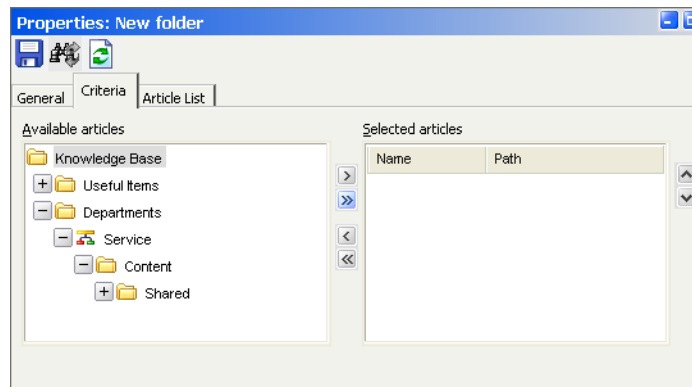 Properties: New folder
General Criteria Article List
Available articles
Selected articles
Knowledge Base
Useful Items
Departments
Service
Content
Shared
Name Path